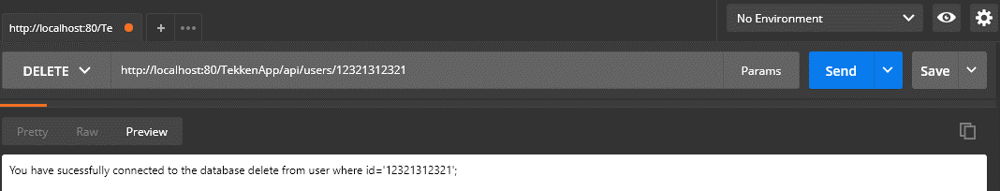 http://localhost:80/Te
+
•••
No Environment
DELETE
http://localhost:80/TekkenApp/api/users/12321312321
Params
Send
Save
Pretty
Raw
Preview
You have sucessfully connected to the database delete from user where id='12321312321';